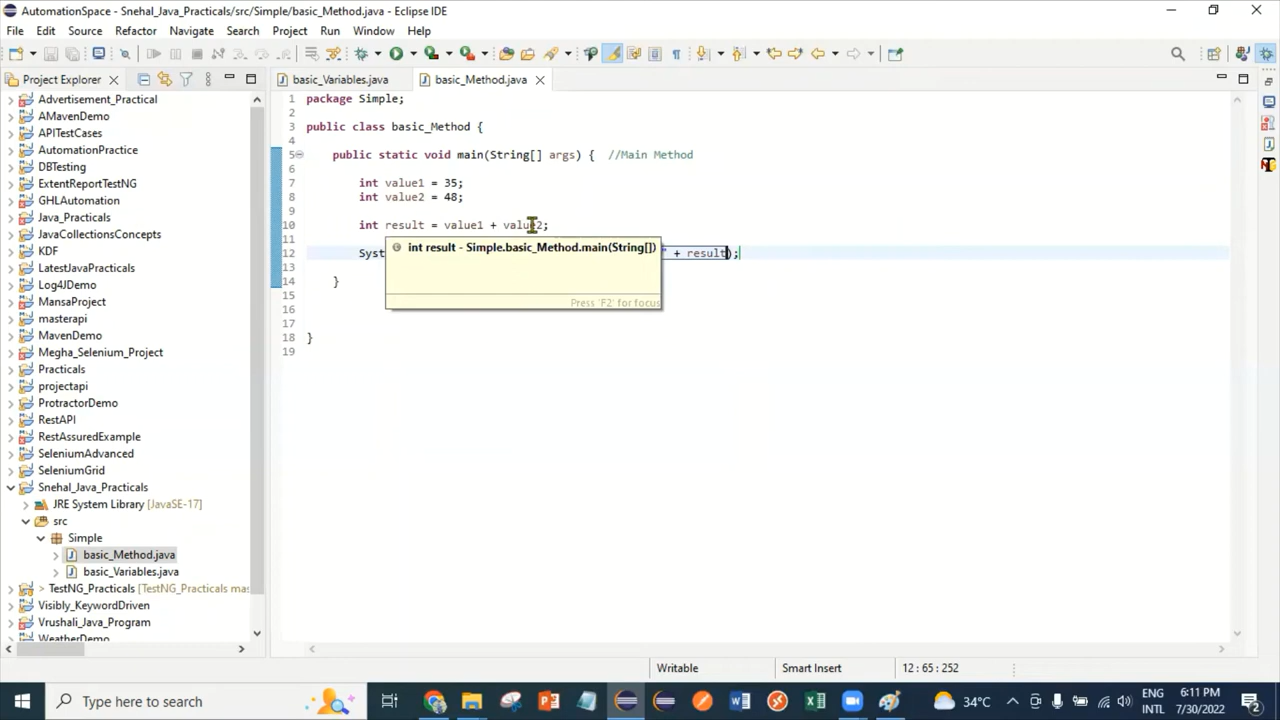 AutomationSpace - Snehal_Java_Practicals/src/Simple/basic_Method.java - Eclipse IDE
File Edit Source Refactor Navigate Search Project Run Window Help
Project Explorer
basic_Variables.java
basic_Method.java
Advertisement_Practical
AMavenDemo
APITestCases
AutomationPractice
DBTesting
ExtentReportTestNG
GHLAutomation
Java_Practicals
JavaCollectionsConcepts
KDF
LatestJavaPracticals
Log4JDemo
MansaProject
masterapi
MavenDemo
Megha_Selenium_Project
Practicals
projectapi
ProtractorDemo
RestAPI
RestAssuredExample
SeleniumAdvanced
SeleniumGrid
Snehal_Java_Practicals
JRE System Library [JavaSE-17]
src
Simple
basic_Method.java
basic_Variables.java
> TestNG_Practicals [TestNG_Practicals mas
Visibly_KeywordDriven
Vrushali_Java_Program
WeatherDemo
1 package Simple;
2
3 public class basic_Method {
4
5 public static void main(String[] args) { //Main Method
6
7 int value1 = 35;
8 int value2 = 48;
9
10 int result = value1 + value2;
11
12 Syst " + result);
13
14 }
15
16
17
18 }
19
int result - Simple.basic_Method.main(String[])
Press 'F2' for focus
Writable Smart Insert 12 : 65 : 252
Type here to search
34°C
ENG
INTL
6:11 PM
7/30/2022
2